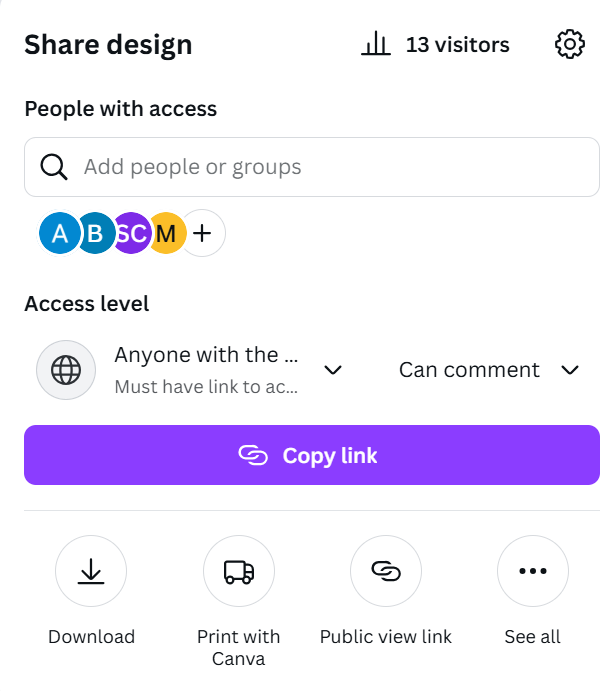 Share design
13 visitors
People with access
Add people or groups
A B SC M
Access level
Anyone with the ...
Must have link to ac...
Can comment
Copy link
Download
Print with
Canva
Public view link
See all